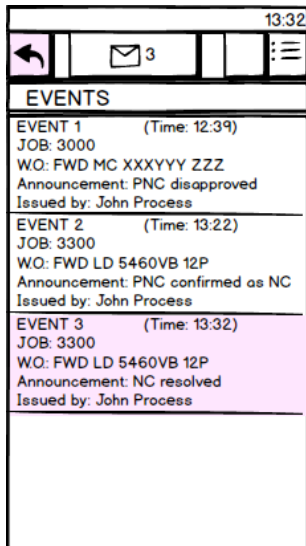 13:32
3
EVENTS
EVENT 1 (Time: 12:39)
JOB: 3000
W.O.: FWD MC XXXYYY ZZZ
Announcement: PNC disapproved
Issued by: John Process
EVENT 2 (Time: 13:22)
JOB: 3300
W.O.: FWD LD 5460VB 12P
Announcement: PNC confirmed as NC
Issued by: John Process
EVENT 3 (Time: 13:32)
JOB: 3300
W.O.: FWD LD 5460VB 12P
Announcement: NC resolved
Issued by: John Process